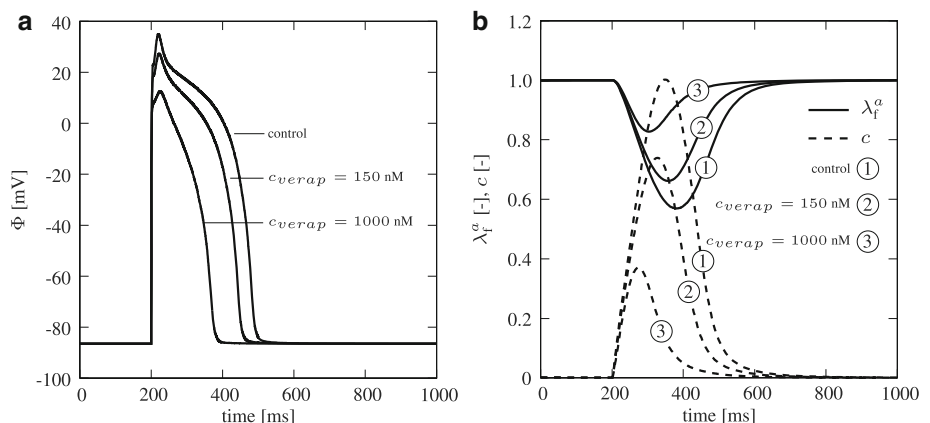 a
40
20
0
-20
-40
-60
-80
-100
0 200 400 600 800 1000
time [ms]
Φ [mV]
control
c_verap = 150 nM
c_verap = 1000 nM
b
1.2
1.0
0.8
0.6
0.4
0.2
0
0 200 400 600 800 1000
time [ms]
λ_f^a [-], c [-]
3
2
1
1
2
3
λ_f^a
c
control 1
c_verap = 150 nM 2
c_verap = 1000 nM 3